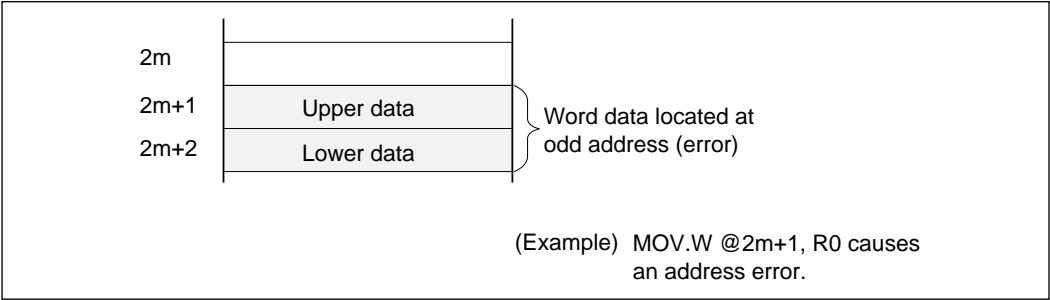 2m
2m+1
Upper data
2m+2
Lower data
Word data located at
odd address (error)
(Example) MOV.W @2m+1, R0 causes
an address error.